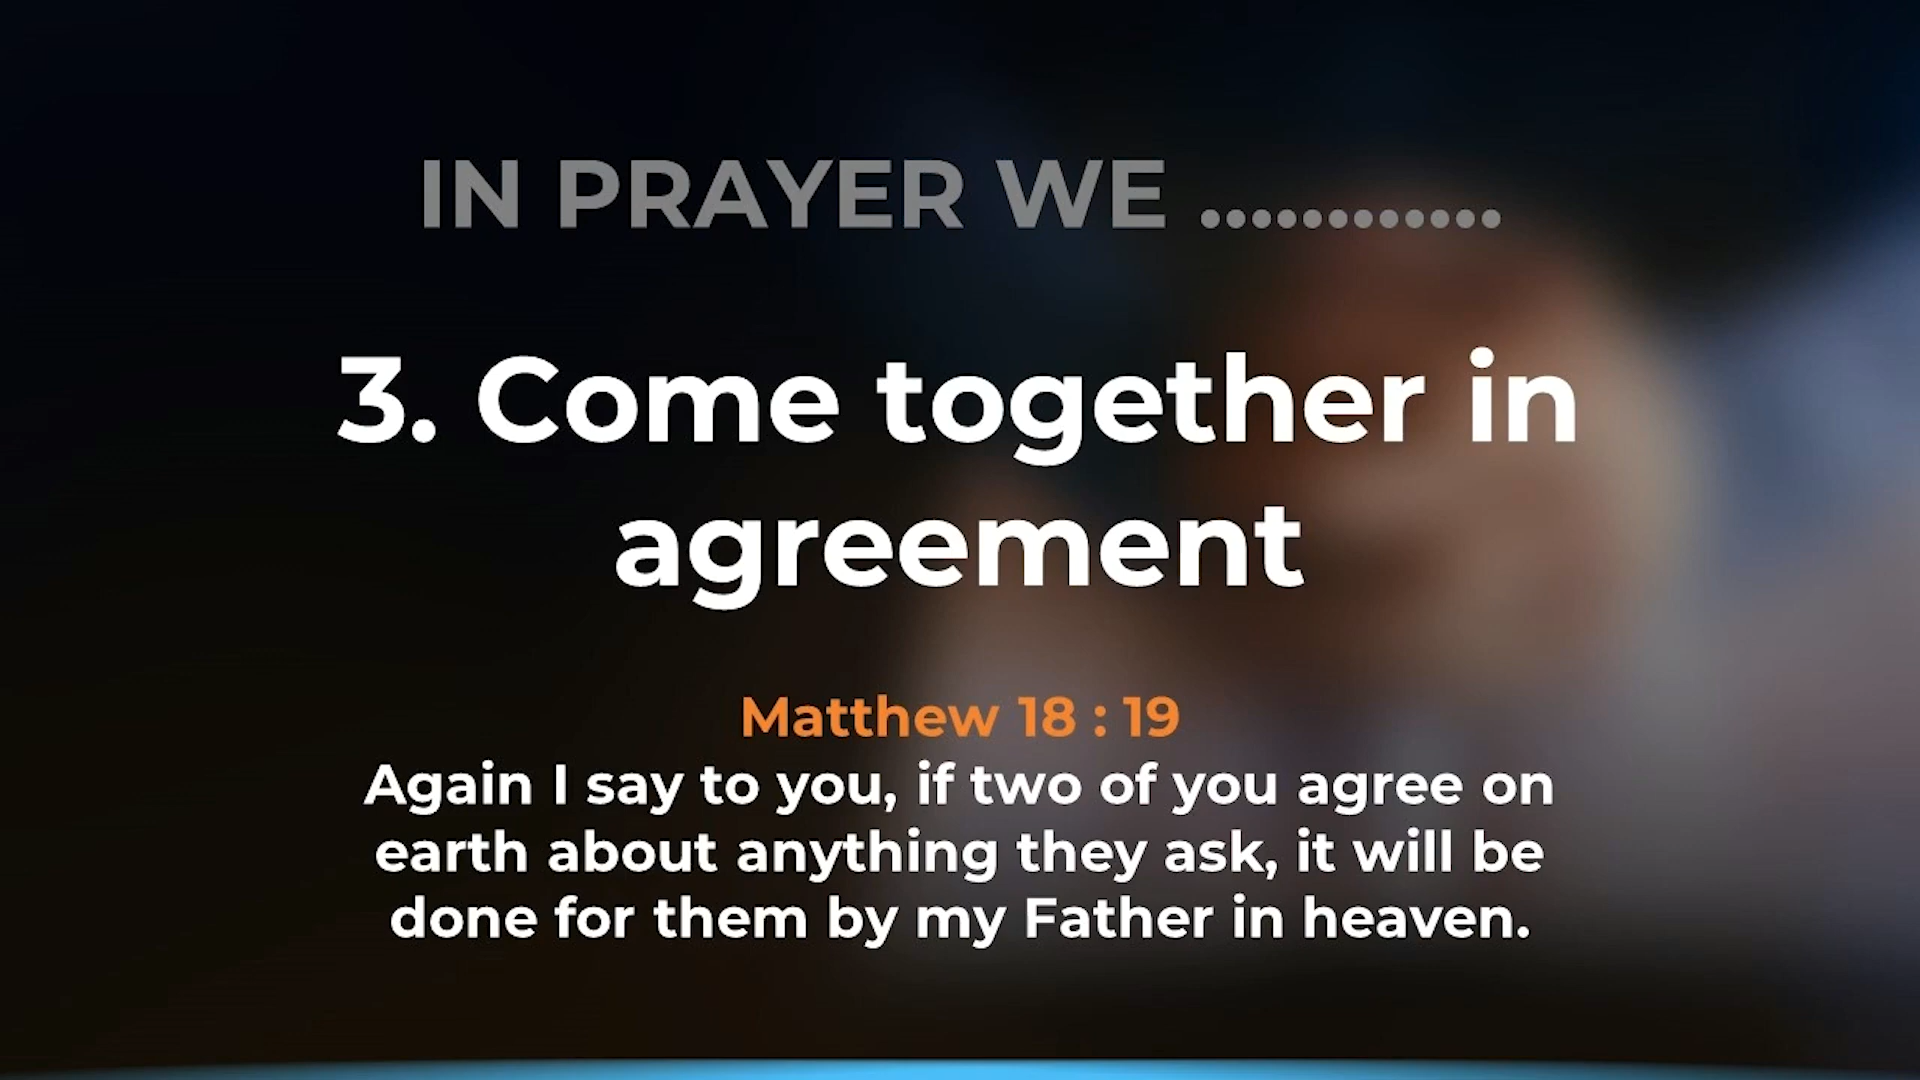 IN PRAYER WE ............
3. Come together in
agreement
Matthew 18 : 19
Again I say to you, if two of you agree on
earth about anything they ask, it will be
done for them by my Father in heaven.